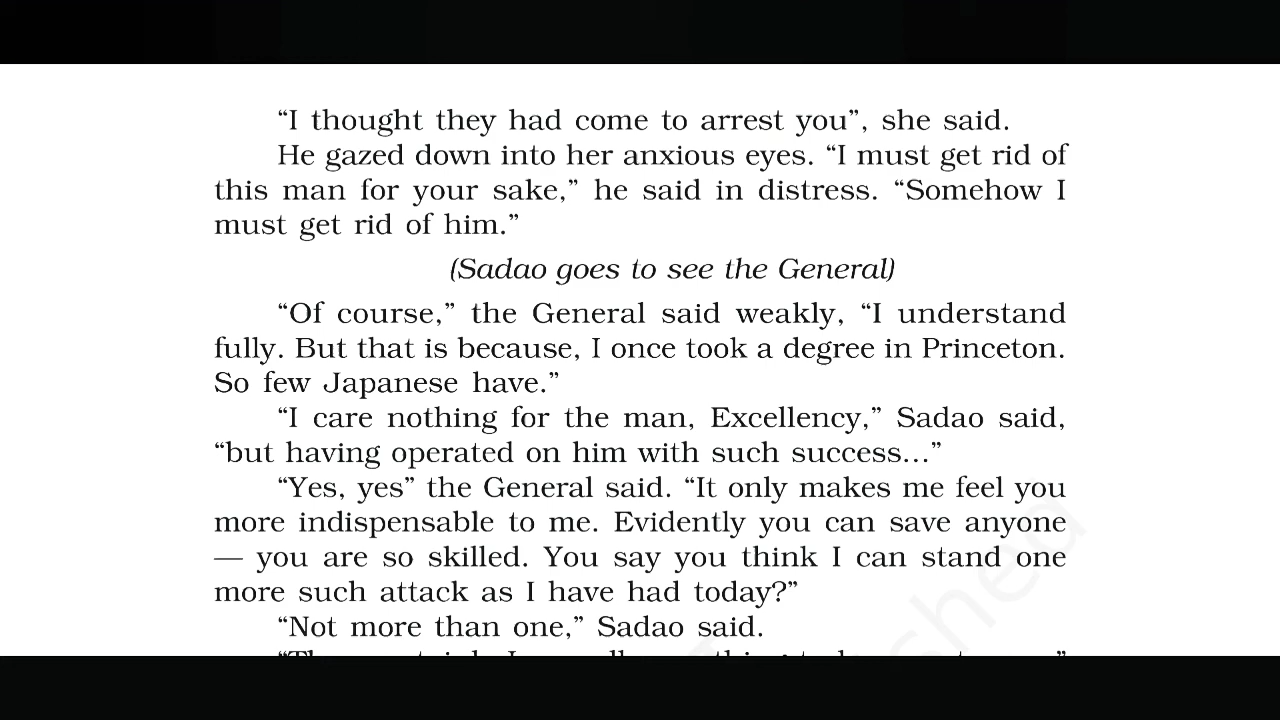 “I thought they had come to arrest you”, she said.
He gazed down into her anxious eyes. “I must get rid of
this man for your sake,” he said in distress. “Somehow I
must get rid of him.”
(Sadao goes to see the General)
“Of course,” the General said weakly, “I understand
fully. But that is because, I once took a degree in Princeton.
So few Japanese have.”
“I care nothing for the man, Excellency,” Sadao said,
“but having operated on him with such success...”
“Yes, yes” the General said. “It only makes me feel you
more indispensable to me. Evidently you can save anyone
— you are so skilled. You say you think I can stand one
more such attack as I have had today?”
“Not more than one,” Sadao said.